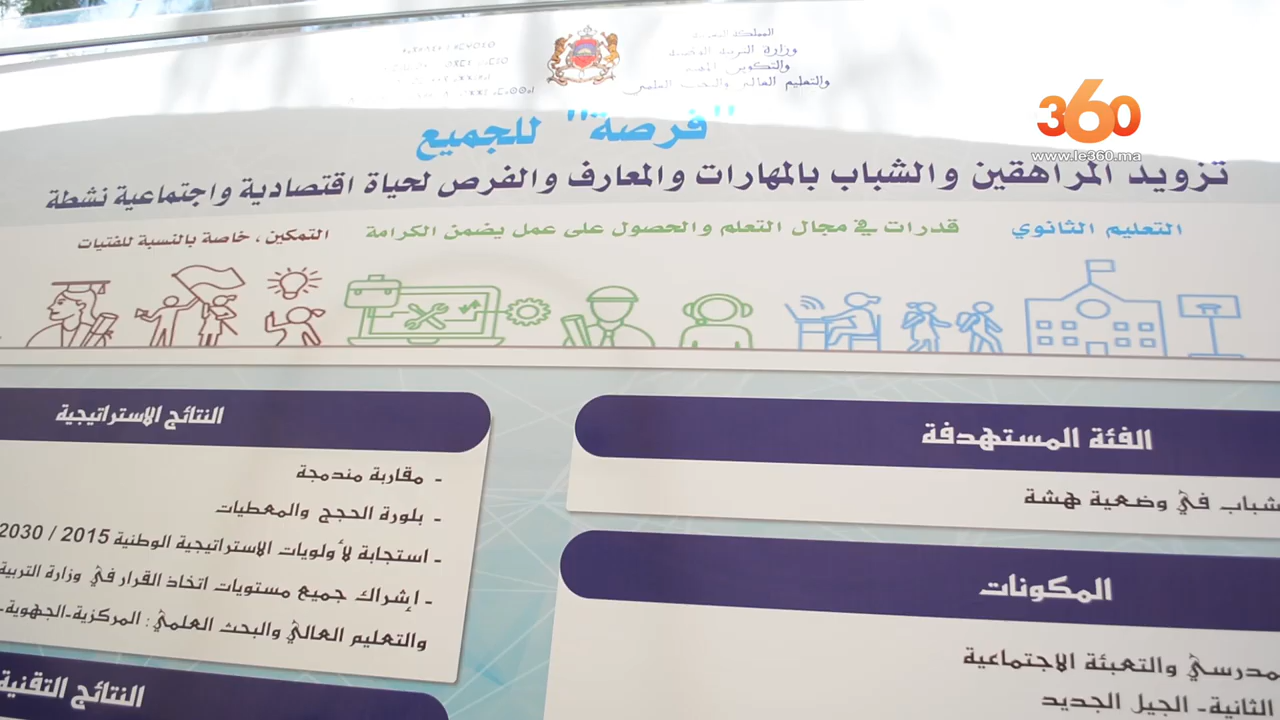 المملكة المغربية
وزارة التربية الوطنية
والتكوين المهني
والتعليم العالي والبحث العلمي
360
www.le360.ma
"فرصة" للجميع
تزويد المراهقين والشباب بالمهارات والمعارف والفرص لحياة اقتصادية واجتماعية نشطة
التعليم الثانوي
قدرات في مجال التعلم والحصول على عمل يضمن الكرامة
التمكين، خاصة بالنسبة للفتيات
الفئة المستهدفة
شباب في وضعية هشة
المكونات
والتعبئة الاجتماعية
الثانية- الجيل الجديد
النتائج الاستراتيجية
- مقاربة مندمجة
- بلورة الحجج والمعطيات
- استجابة لأولويات الاستراتيجية الوطنية 2015 / 2030
- إشراك جميع مستويات اتخاذ القرار في وزارة التربية
والتعليم العالي والبحث العلمي: المركزية-الجهوية-
النتائج التقنية